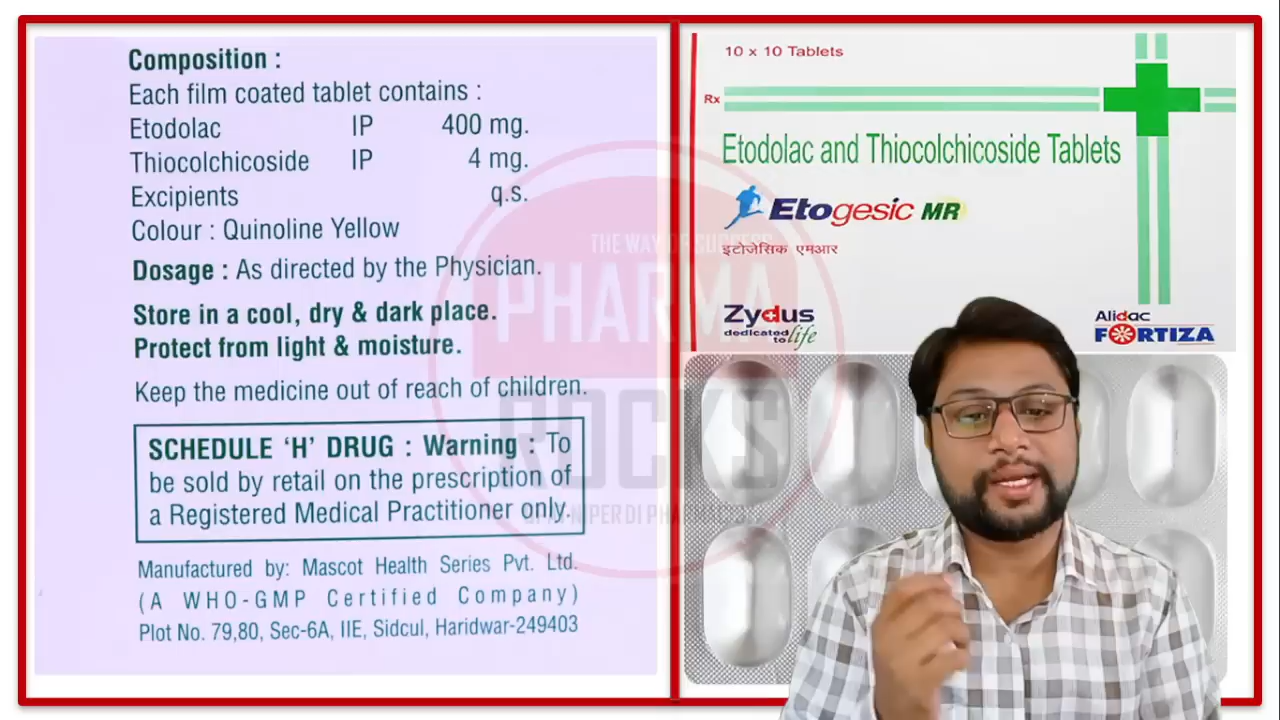 Composition :
Each film coated tablet contains :
Etodolac IP 400 mg.
Thiocolchicoside IP 4 mg.
Excipients q.s.
Colour : Quinoline Yellow
Dosage : As directed by the Physician.
Store in a cool, dry & dark place.
Protect from light & moisture.
Keep the medicine out of reach of children.
SCHEDULE ‘H’ DRUG : Warning : To
be sold by retail on the prescription of
a Registered Medical Practitioner only.
Manufactured by: Mascot Health Series Pvt. Ltd.
(A WHO-GMP Certified Company)
Plot No. 79,80, Sec-6A, IIE, Sidcul, Haridwar-249403
10 x 10 Tablets
Rx
Etodolac and Thiocolchicoside Tablets
Etogesic MR
इटोजेसिक एमआर
Zydus
dedicated
to life
Alidac
FORTIZA
THE WAY OF SUCCESS
PHARMA
ROCKS